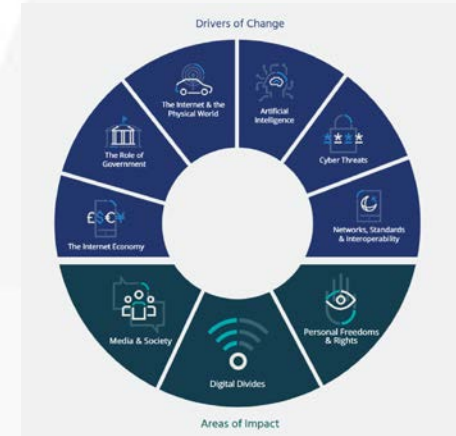 Drivers of Change
The Internet & the
Physical World
Artificial
Intelligence
The Role of
Government
Cyber Threats
The Internet Economy
£$€¥
Networks, Standards
& Interoperability
Media & Society
Personal Freedoms
& Rights
Digital Divides
Areas of Impact